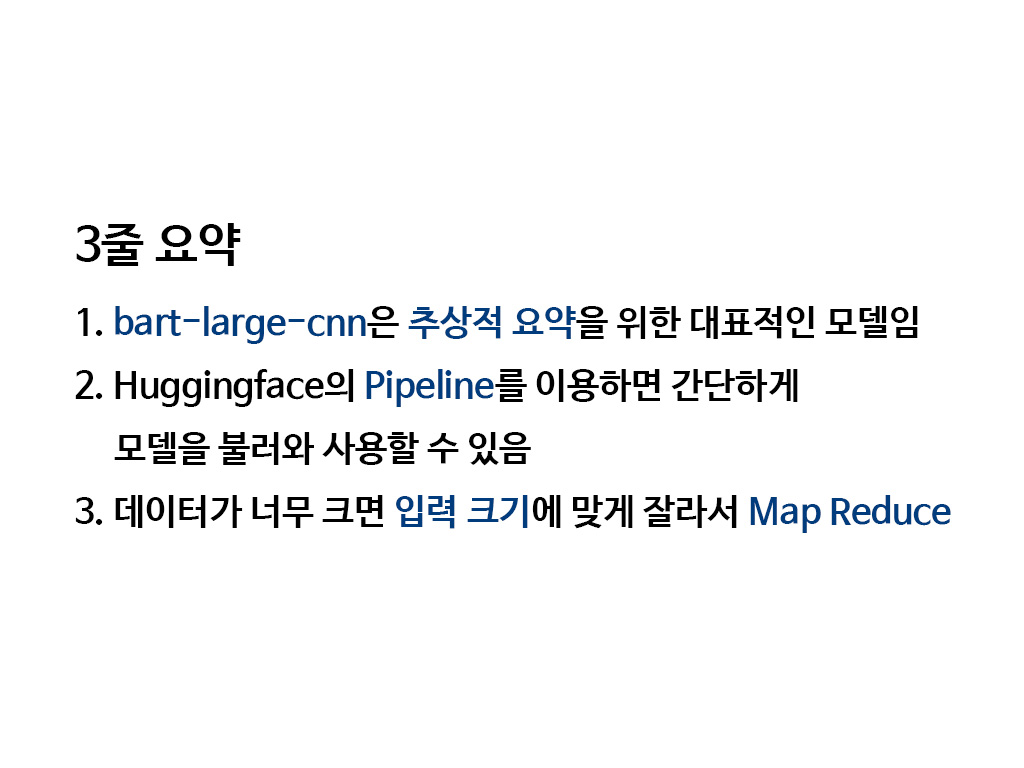 3줄 요약
1. bart-large-cnn은 추상적 요약을 위한 대표적인 모델임
2. Huggingface의 Pipeline를 이용하면 간단하게
모델을 불러와 사용할 수 있음
3. 데이터가 너무 크면 입력 크기에 맞게 잘라서 Map Reduce